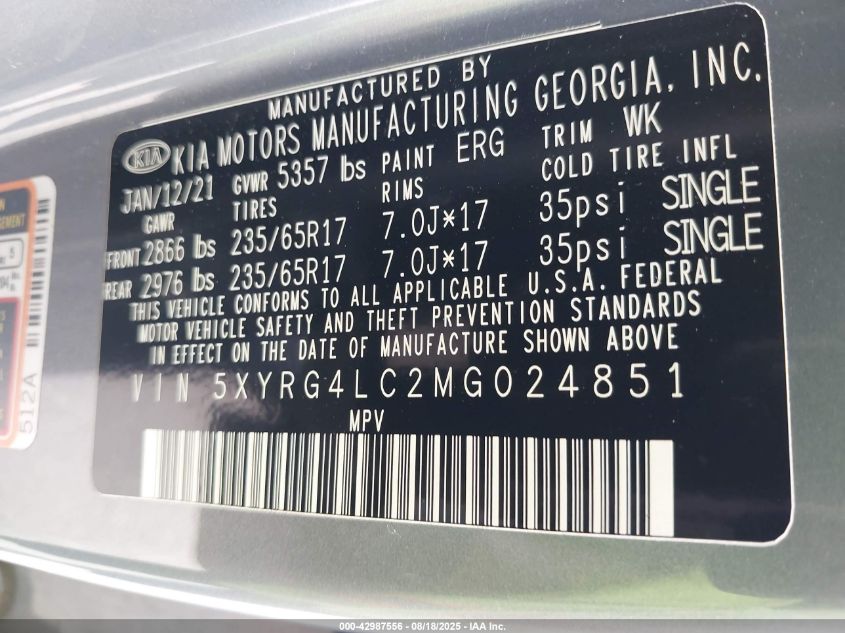 MANUFACTURED BY
KIA KIA MOTORS MANUFACTURING GEORGIA, INC.
JAN/12/21 GVWR 5357 lbs PAINT ERG TRIM WK
GAWR TIRES RIMS COLD TIRE INFL
FRONT 2866 lbs 235/65R17 7.0J*17 35psi SINGLE
REAR 2976 lbs 235/65R17 7.0J*17 35psi SINGLE
THIS VEHICLE CONFORMS TO ALL APPLICABLE U.S.A. FEDERAL
MOTOR VEHICLE SAFETY AND THEFT PREVENTION STANDARDS
IN EFFECT ON THE DATE OF MANUFACTURE SHOWN ABOVE
VIN 5XYRG4LC2MG024851
MPV
512A
000-42987556 - 08/18/2025 - IAA Inc.